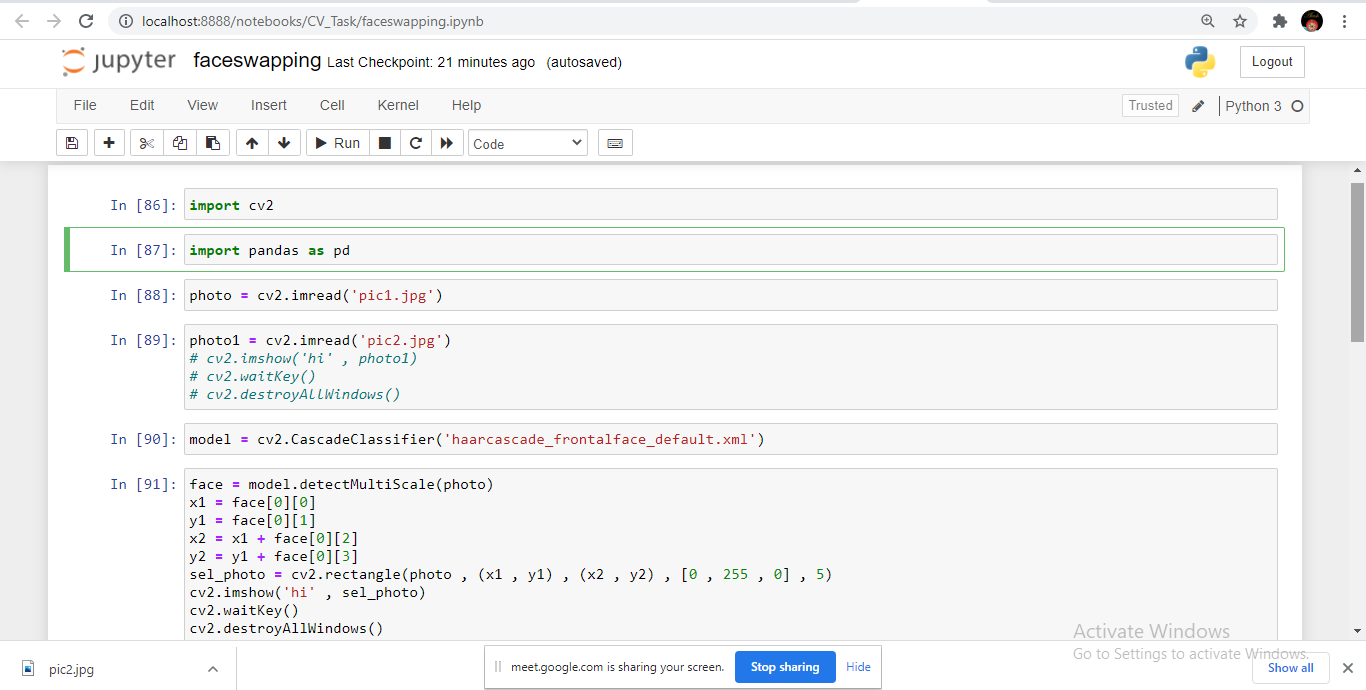 localhost:8888/notebooks/CV_Task/faceswapping.ipynb
jupyter faceswapping Last Checkpoint: 21 minutes ago (autosaved)
Logout
File Edit View Insert Cell Kernel Help
Trusted Python 3
Run Code
In [86]: import cv2
In [87]: import pandas as pd
In [88]: photo = cv2.imread('pic1.jpg')
In [89]: photo1 = cv2.imread('pic2.jpg')
# cv2.imshow('hi' , photo1)
# cv2.waitKey()
# cv2.destroyAllWindows()
In [90]: model = cv2.CascadeClassifier('haarcascade_frontalface_default.xml')
In [91]: face = model.detectMultiScale(photo)
x1 = face[0][0]
y1 = face[0][1]
x2 = x1 + face[0][2]
y2 = y1 + face[0][3]
sel_photo = cv2.rectangle(photo , (x1 , y1) , (x2 , y2) , [0 , 255 , 0] , 5)
cv2.imshow('hi' , sel_photo)
cv2.waitKey()
cv2.destroyAllWindows()
Activate Windows
Go to Settings to activate Windows.
pic2.jpg
meet.google.com is sharing your screen. Stop sharing Hide
Show all